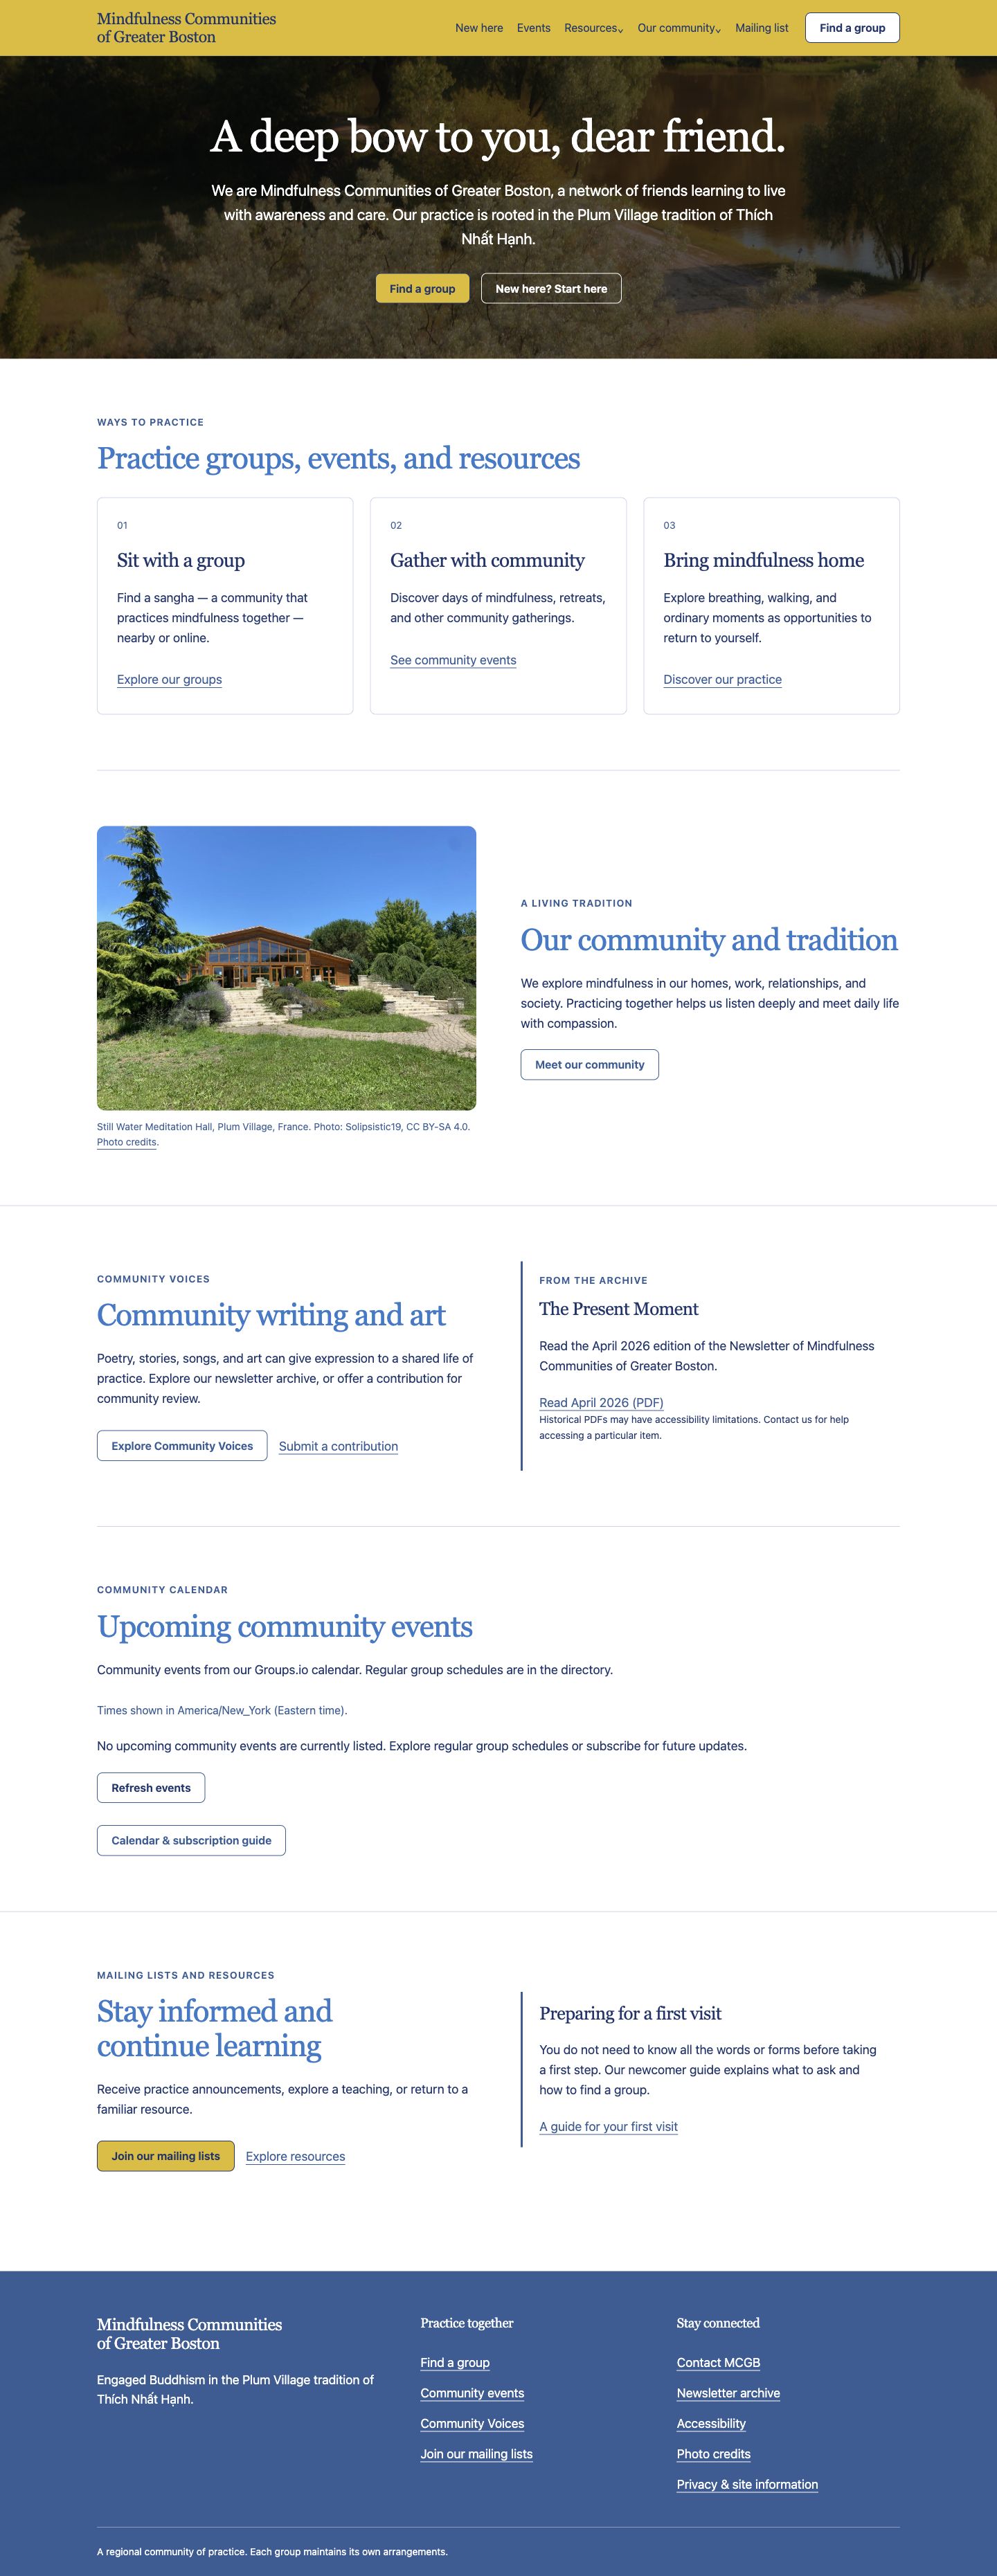 Mindfulness Communities
of Greater Boston
New here
Events
Resources
Our community
Mailing list
Find a group
A deep bow to you, dear friend.
We are Mindfulness Communities of Greater Boston, a network of friends learning to live
with awareness and care. Our practice is rooted in the Plum Village tradition of Thích
Nhất Hạnh.
Find a group
New here? Start here
WAYS TO PRACTICE
Practice groups, events, and resources
01
Sit with a group
Find a sangha — a community that
practices mindfulness together —
nearby or online.
Explore our groups
02
Gather with community
Discover days of mindfulness, retreats,
and other community gatherings.
See community events
03
Bring mindfulness home
Explore breathing, walking, and
ordinary moments as opportunities to
return to yourself.
Discover our practice
A LIVING TRADITION
Our community and tradition
We explore mindfulness in our homes, work, relationships, and
society. Practicing together helps us listen deeply and meet daily life
with compassion.
Meet our community
Still Water Meditation Hall, Plum Village, France. Photo: Solipsistic19, CC BY-SA 4.0.
Photo credits.
COMMUNITY VOICES
Community writing and art
Poetry, stories, songs, and art can give expression to a shared life of
practice. Explore our newsletter archive, or offer a contribution for
community review.
Explore Community Voices
Submit a contribution
FROM THE ARCHIVE
The Present Moment
Read the April 2026 edition of the Newsletter of Mindfulness
Communities of Greater Boston.
Read April 2026 (PDF)
Historical PDFs may have accessibility limitations. Contact us for help
accessing a particular item.
COMMUNITY CALENDAR
Upcoming community events
Community events from our Groups.io calendar. Regular group schedules are in the directory.
Times shown in America/New_York (Eastern time).
No upcoming community events are currently listed. Explore regular group schedules or subscribe for future updates.
Refresh events
Calendar & subscription guide
MAILING LISTS AND RESOURCES
Stay informed and
continue learning
Receive practice announcements, explore a teaching, or return to a
familiar resource.
Join our mailing lists
Explore resources
Preparing for a first visit
You do not need to know all the words or forms before taking
a first step. Our newcomer guide explains what to ask and
how to find a group.
A guide for your first visit
Mindfulness Communities
of Greater Boston
Engaged Buddhism in the Plum Village tradition of
Thích Nhất Hạnh.
Practice together
Find a group
Community events
Community Voices
Join our mailing lists
Stay connected
Contact MCGB
Newsletter archive
Accessibility
Photo credits
Privacy & site information
A regional community of practice. Each group maintains its own arrangements.